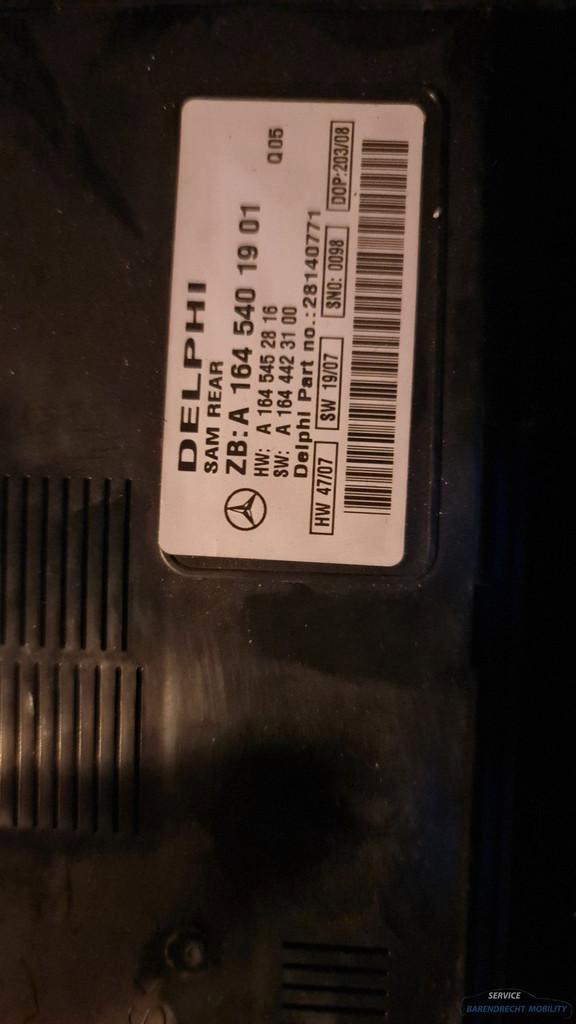 DELPHI
SAM REAR
ZB: A 164 540 19 01 Q05
HW: A 164 545 28 16
SW: A 164 442 31 00
Delphi Part no.: 28140771
HW 47/07 SW 19/07 SNO: 0098 DOP:203/08
SERVICE
BARENDRECHT MOBILITY